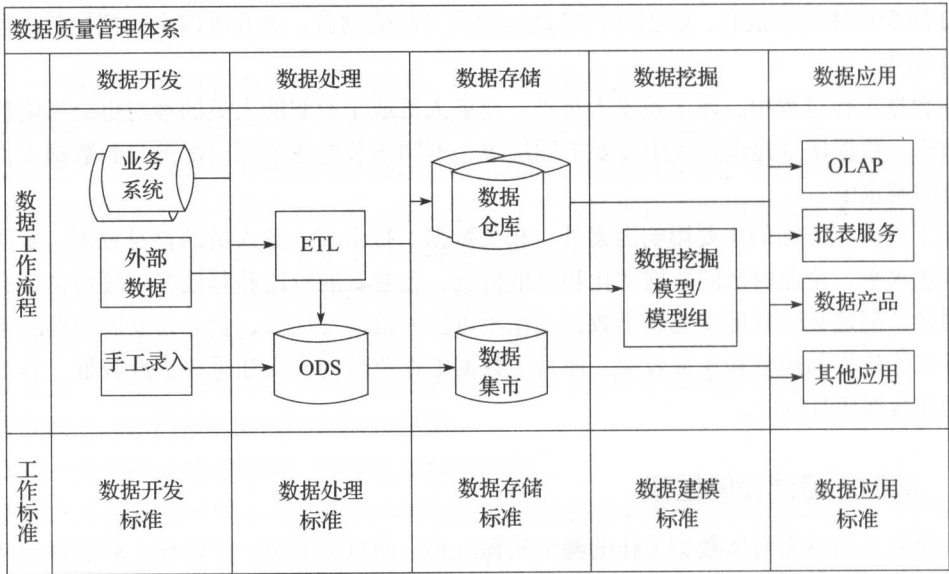 数据质量管理体系
数据开发
数据处理
数据存储
数据挖掘
数据应用
数据工作流程
业务
系统
外部
数据
手工录入
ETL
ODS
数据
仓库
数据
集市
数据挖掘
模型/
模型组
OLAP
报表服务
数据产品
其他应用
工作标准
数据开发
标准
数据处理
标准
数据存储
标准
数据建模
标准
数据应用
标准